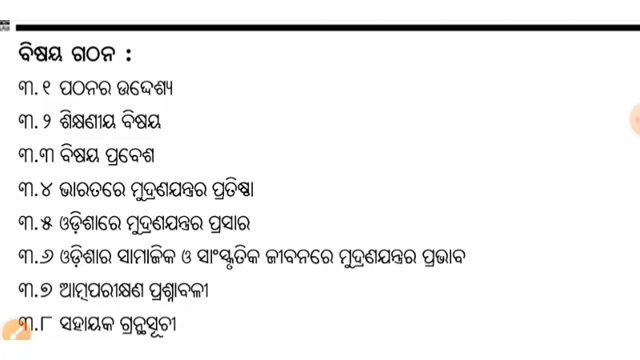 ବିଷୟ ଗଠନ :
୩.୧ ପଠନର ଉଦ୍ଦେଶ୍ୟ
୩.୨ ଶିକ୍ଷଣୀୟ ବିଷୟ
୩.୩ ବିଷୟ ପ୍ରବେଶ
୩.୪ ଭାରତରେ ମୁଦ୍ରଣଯନ୍ତ୍ରର ପ୍ରତିଷ୍ଠା
୩.୫ ଓଡ଼ିଶାରେ ମୁଦ୍ରଣଯନ୍ତ୍ରର ପ୍ରସାର
୩.୬ ଓଡ଼ିଶାର ସାମାଜିକ ଓ ସାଂସ୍କୃତିକ ଜୀବନରେ ମୁଦ୍ରଣଯନ୍ତ୍ରର ପ୍ରଭାବ
୩.୭ ଆତ୍ମପରୀକ୍ଷଣ ପ୍ରଶ୍ନାବଳୀ
୩.୮ ସହାୟକ ଗ୍ରନ୍ଥସୂଚୀ